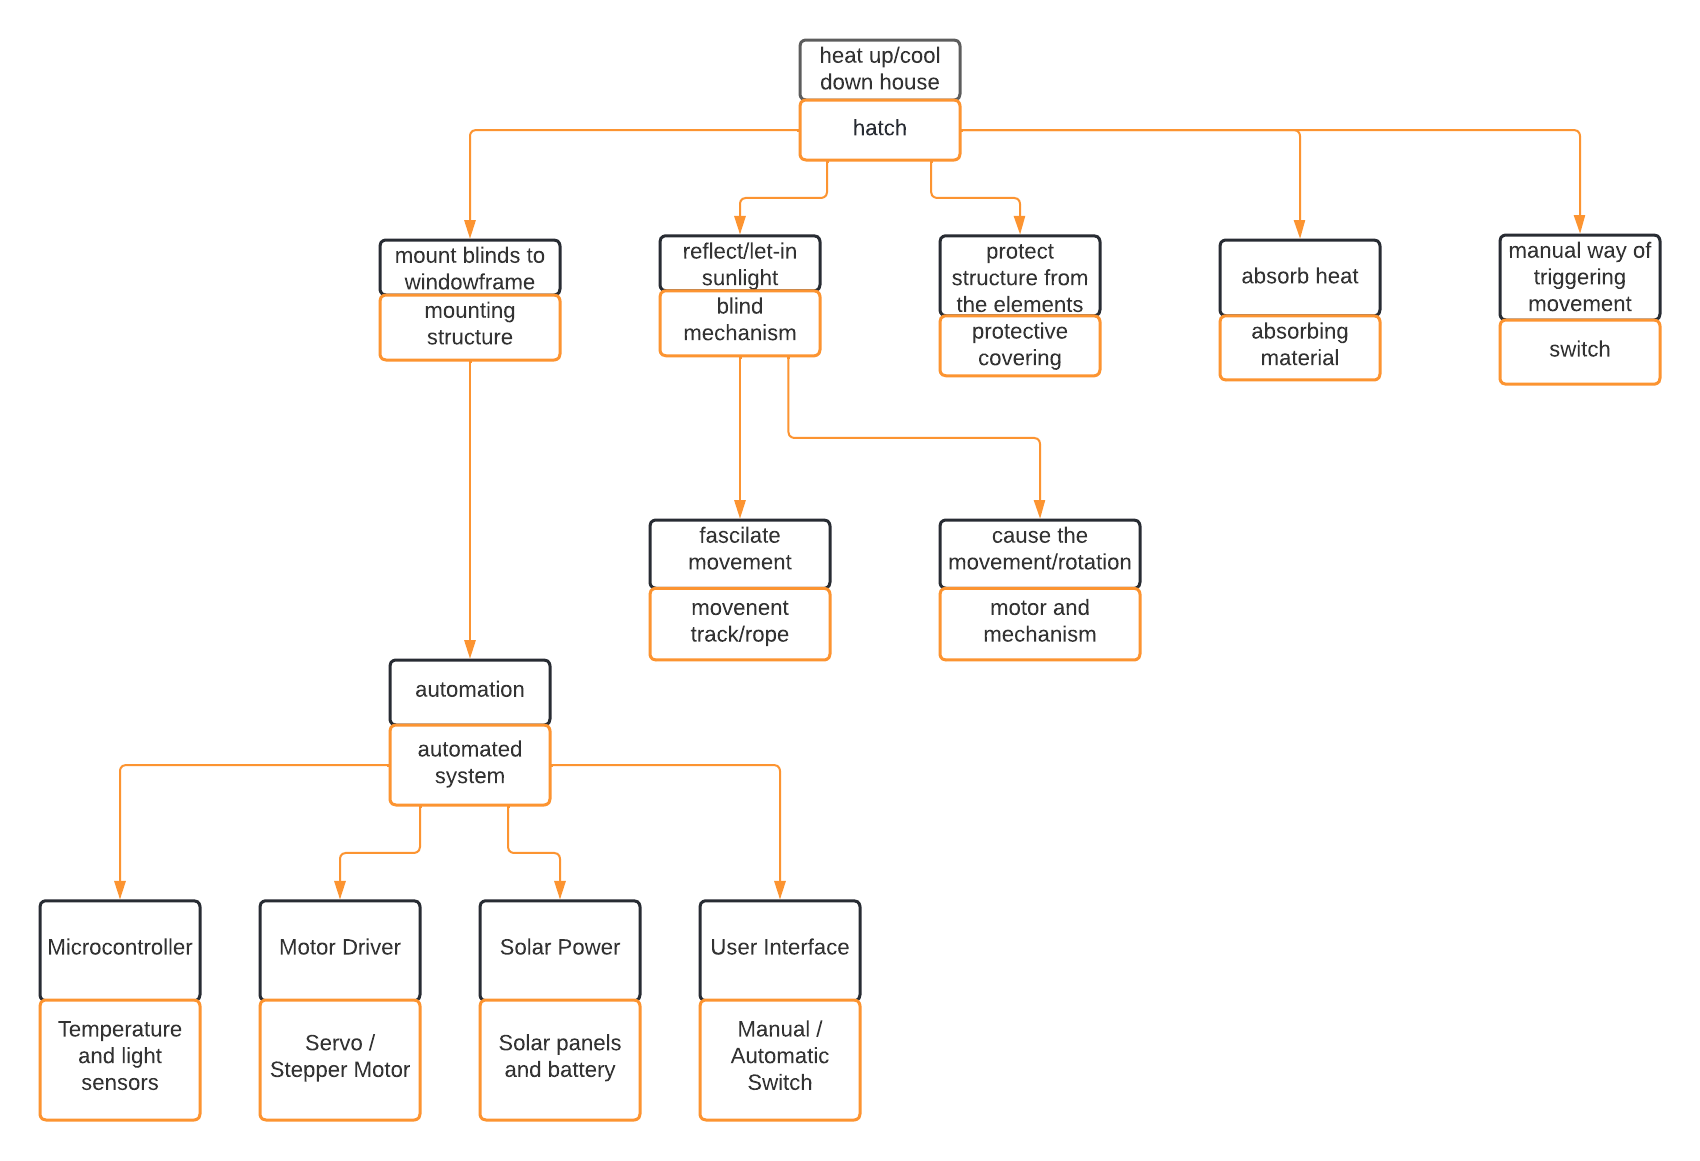 heat up/cool
down house
hatch
mount blinds to
windowframe
mounting
structure
reflect/let-in
sunlight
blind
mechanism
protect
structure from
the elements
protective
covering
absorb heat
absorbing
material
manual way of
triggering
movement
switch
fascilate
movement
movenent
track/rope
cause the
movement/rotation
motor and
mechanism
automation
automated
system
Microcontroller
Temperature
and light
sensors
Motor Driver
Servo /
Stepper Motor
Solar Power
Solar panels
and battery
User Interface
Manual /
Automatic
Switch